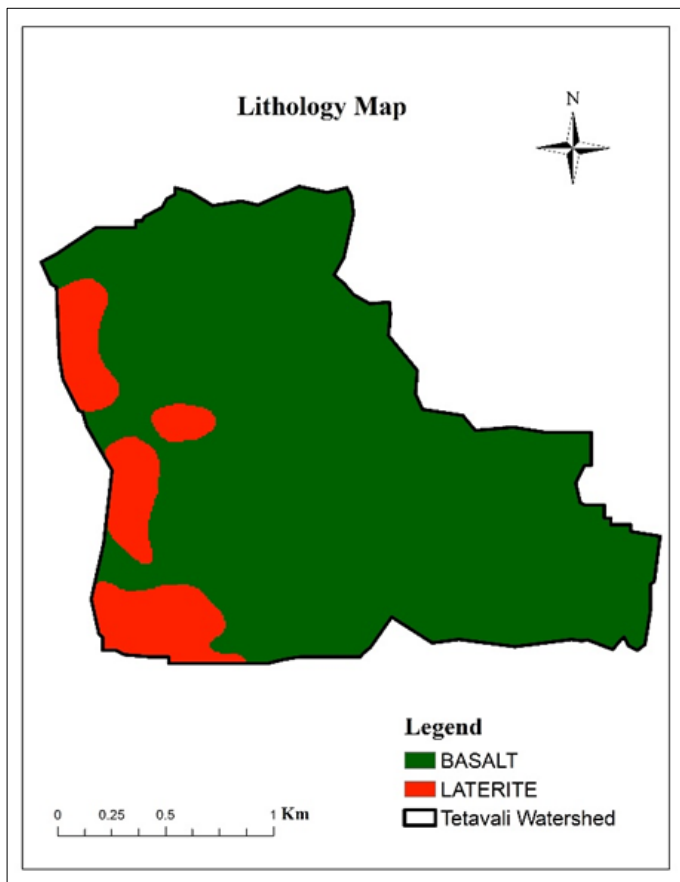 Lithology Map
N
Legend
BASALT
LATERITE
Tetavali Watershed
0 0.25 0.5 1 Km